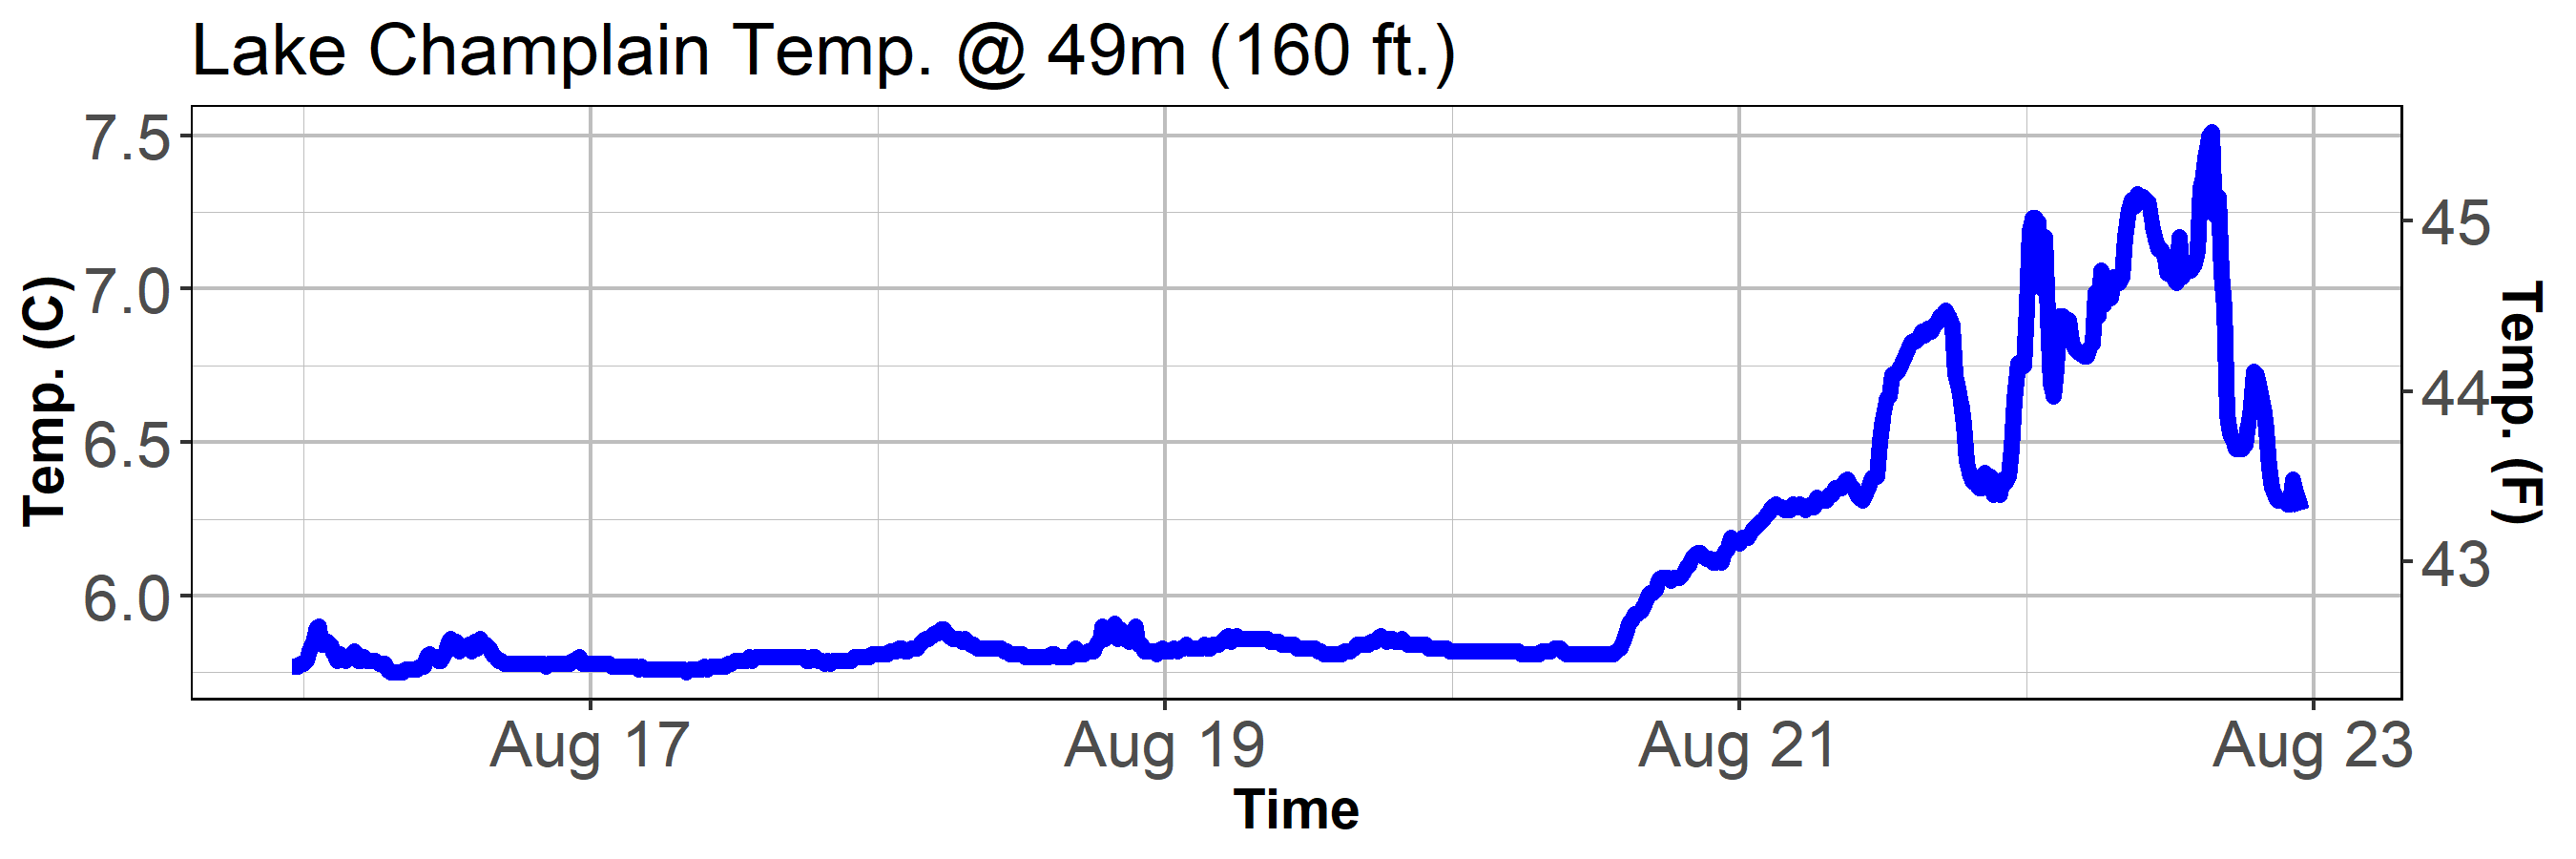 Lake Champlain Temp. @ 49m (160 ft.)
7.5
7.0
6.5
6.0
Temp. (C)
45
44
43
Temp. (F)
Aug 17 Aug 19 Aug 21 Aug 23
Time